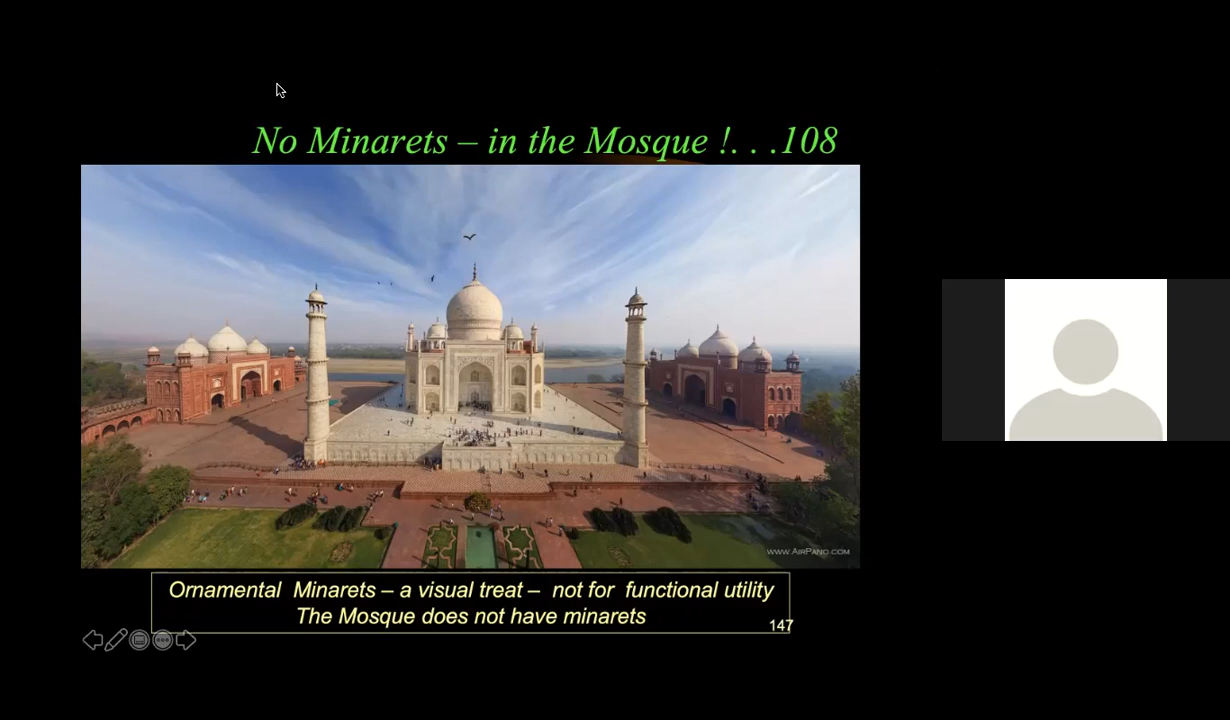 No Minarets – in the Mosque !. . .108
www.AirPano.com
Ornamental Minarets – a visual treat – not for functional utility
The Mosque does not have minarets
147